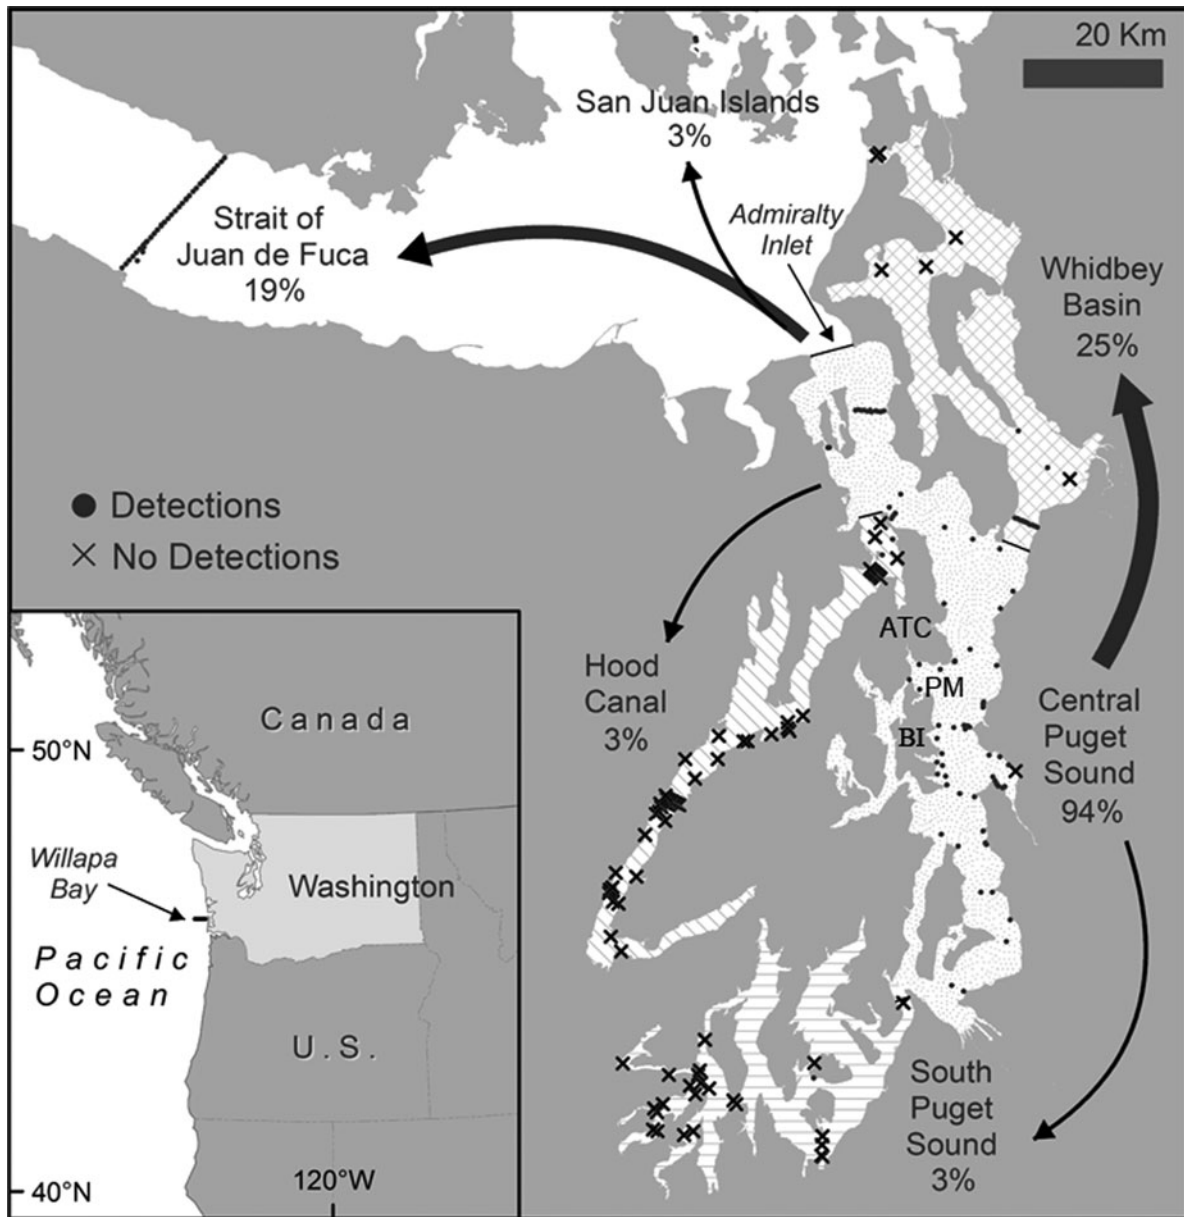 20 Km
San Juan Islands
3%
Admiralty
Inlet
Strait of
Juan de Fuca
19%
Whidbey
Basin
25%
Detections
No Detections
ATC
Hood
Canal
3%
PM
BI
Central
Puget
Sound
94%
South
Puget
Sound
3%
Canada
50°N
Willapa
Bay
Washington
Pacific
Ocean
U.S.
120°W
40°N